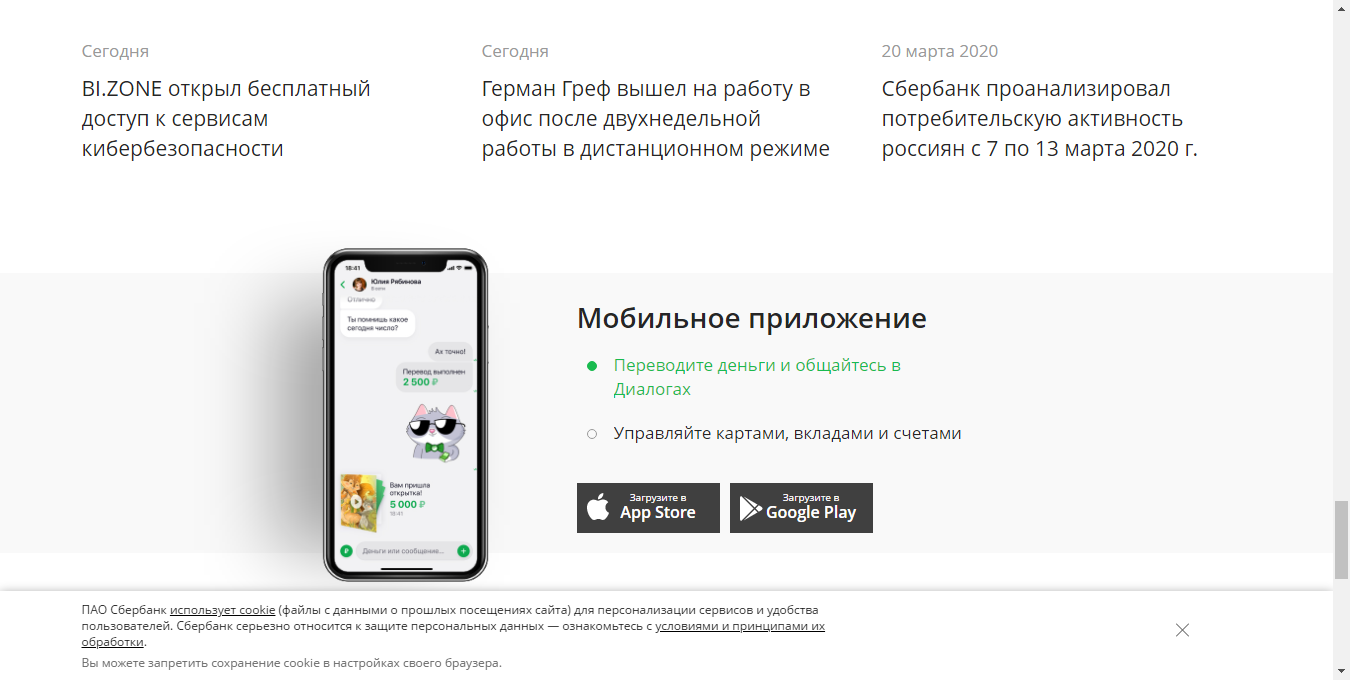 Сегодня
BI.ZONE открыл бесплатный
доступ к сервисам
кибербезопасности
Сегодня
Герман Греф вышел на работу в
офис после двухнедельной
работы в дистанционном режиме
20 марта 2020
Сбербанк проанализировал
потребительскую активность
россиян с 7 по 13 марта 2020 г.
18:41
Юлия Рябинова
Отлично
Ты помнишь какое
сегодня число?
Ах точно!
Перевод выполнен
2 500 ₽
Вам пришла
открытка!
5 000 ₽
18:41
Деньги или сообщение...
Мобильное приложение
Переводите деньги и общайтесь в
Диалогах
Управляйте картами, вкладами и счетами
Загрузите в
App Store
Загрузите в
Google Play
ПАО Сбербанк использует cookie (файлы с данными о прошлых посещениях сайта) для персонализации сервисов и удобства
пользователей. Сбербанк серьезно относится к защите персональных данных — ознакомьтесь с условиями и принципами их
обработки.
Вы можете запретить сохранение cookie в настройках своего браузера.